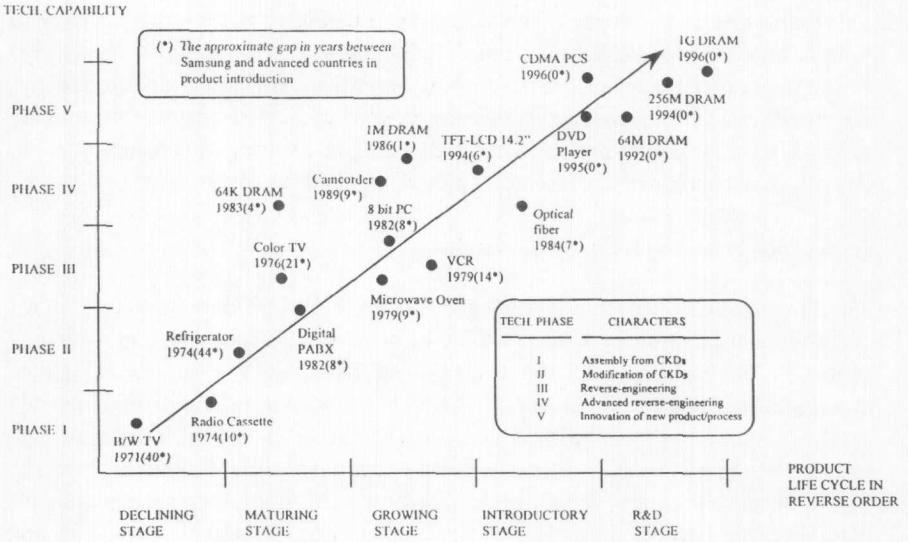 TECH. CAPABILITY
(*) The approximate gap in years between
Samsung and advanced countries in
product introduction
1G DRAM
1996(0*)
CDMA PCS
1996(0*)
256M DRAM
1994(0*)
PHASE V
DVD
Player
1995(0*)
64M DRAM
1992(0*)
1M DRAM
1986(1*)
TFT-LCD 14.2"
1994(6*)
PHASE IV
64K DRAM
1983(4*)
Camcorder
1989(9*)
8 bit PC
1982(8*)
Optical
fiber
1984(7*)
Color TV
1976(21*)
PHASE III
VCR
1979(14*)
Microwave Oven
1979(9*)
PHASE II
Refrigerator
1974(44*)
Digital
PABX
1982(8*)
TECH. PHASE CHARACTERS
I Assembly from CKDs
II Modification of CKDs
III Reverse-engineering
IV Advanced reverse-engineering
V Innovation of new product/process
PHASE I
Radio Cassette
1974(10*)
B/W TV
1971(40*)
PRODUCT
LIFE CYCLE IN
REVERSE ORDER
DECLINING
STAGE
MATURING
STAGE
GROWING
STAGE
INTRODUCTORY
STAGE
R&D
STAGE